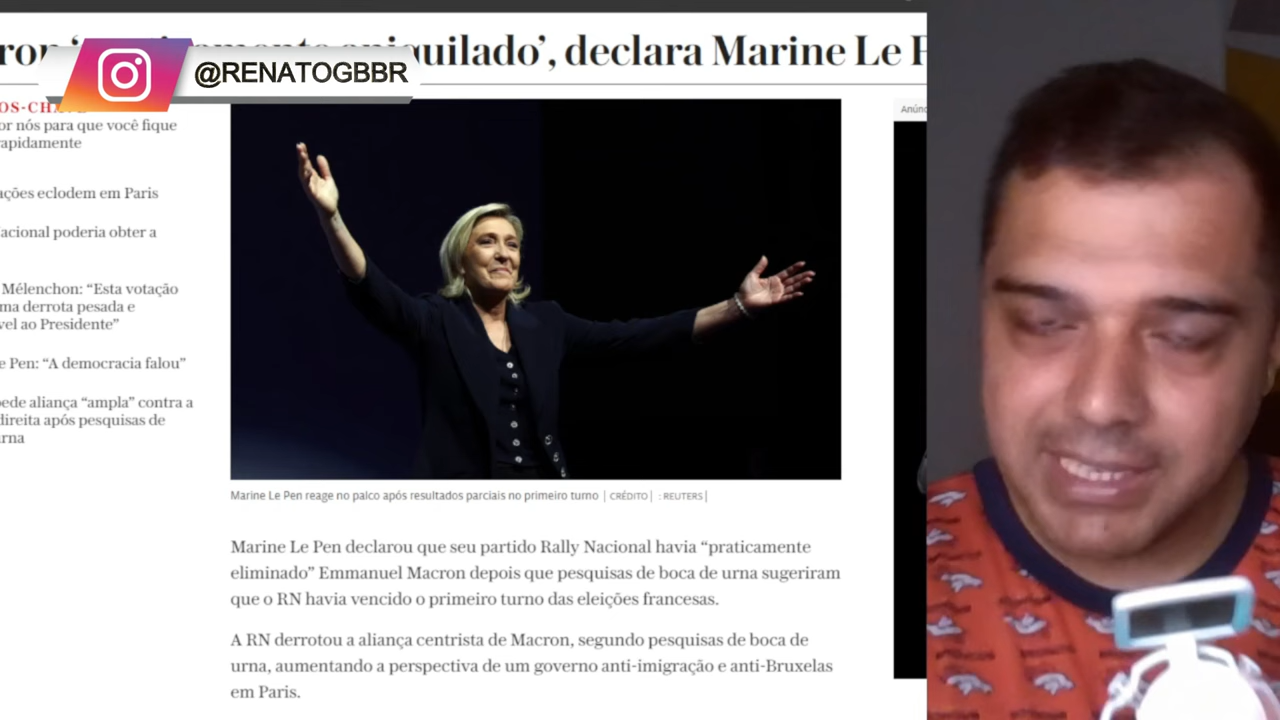 aniquilado’, declara Marine Le
@RENATOGBBR
or nós para que você fique
rapidamente
ações eclodem em Paris
acional poderia obter a
Mélenchon: “Esta votação
ma derrota pesada e
vel ao Presidente”
e Pen: “A democracia falou”
pede aliança “ampla” contra a
direita após pesquisas de
urna
Anúnc
Marine Le Pen reage no palco após resultados parciais no primeiro turno | CRÉDITO | : REUTERS |
Marine Le Pen declarou que seu partido Rally Nacional havia “praticamente
eliminado” Emmanuel Macron depois que pesquisas de boca de urna sugeriram
que o RN havia vencido o primeiro turno das eleições francesas.
A RN derrotou a aliança centrista de Macron, segundo pesquisas de boca de
urna, aumentando a perspectiva de um governo anti-imigração e anti-Bruxelas
em Paris.